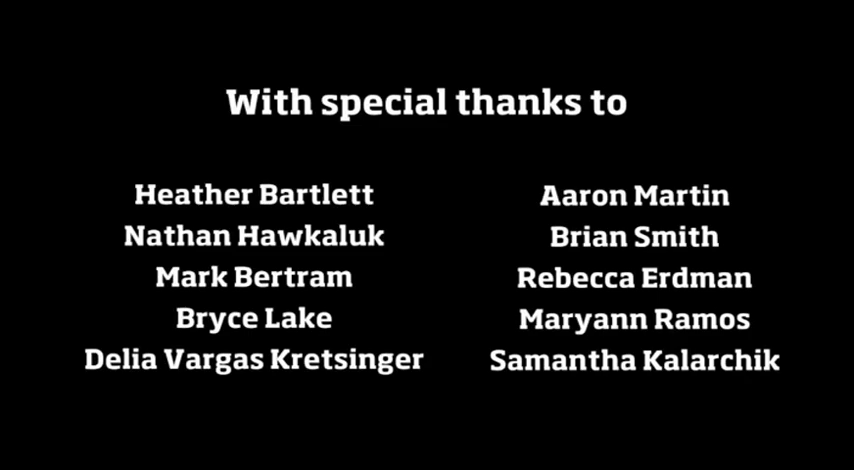 With special thanks to
Heather Bartlett
Nathan Hawkaluk
Mark Bertram
Bryce Lake
Delia Vargas Kretsinger
Aaron Martin
Brian Smith
Rebecca Erdman
Maryann Ramos
Samantha Kalarchik